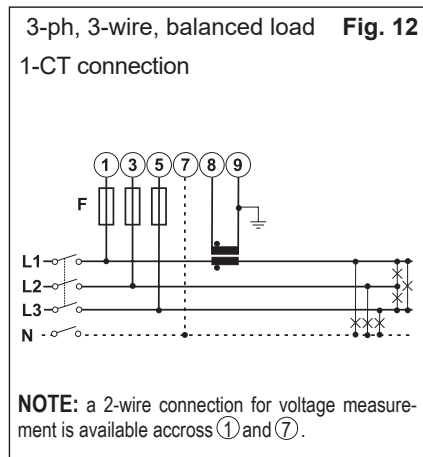 3-ph, 3-wire, balanced load Fig. 12
1-CT connection
1 3 5 7 8 9
F
L1
L2
L3
N
NOTE: a 2-wire connection for voltage measure-
ment is available accross 1 and 7.